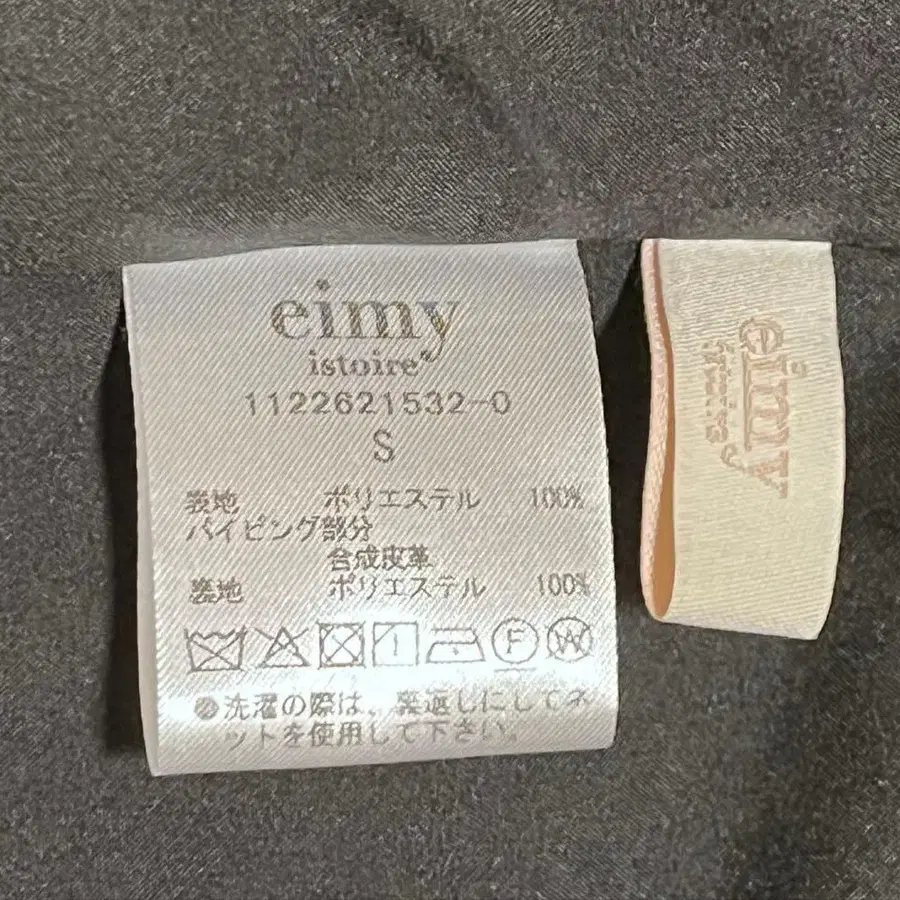 eimy
istoire
1122621532-0
S
表地 ポリエステル 100%
パイピング部分
合成皮革
裏地 ポリエステル 100%
F W
●洗濯の際は、裏返しにしてネ
ットを使用して下さい。
eimy